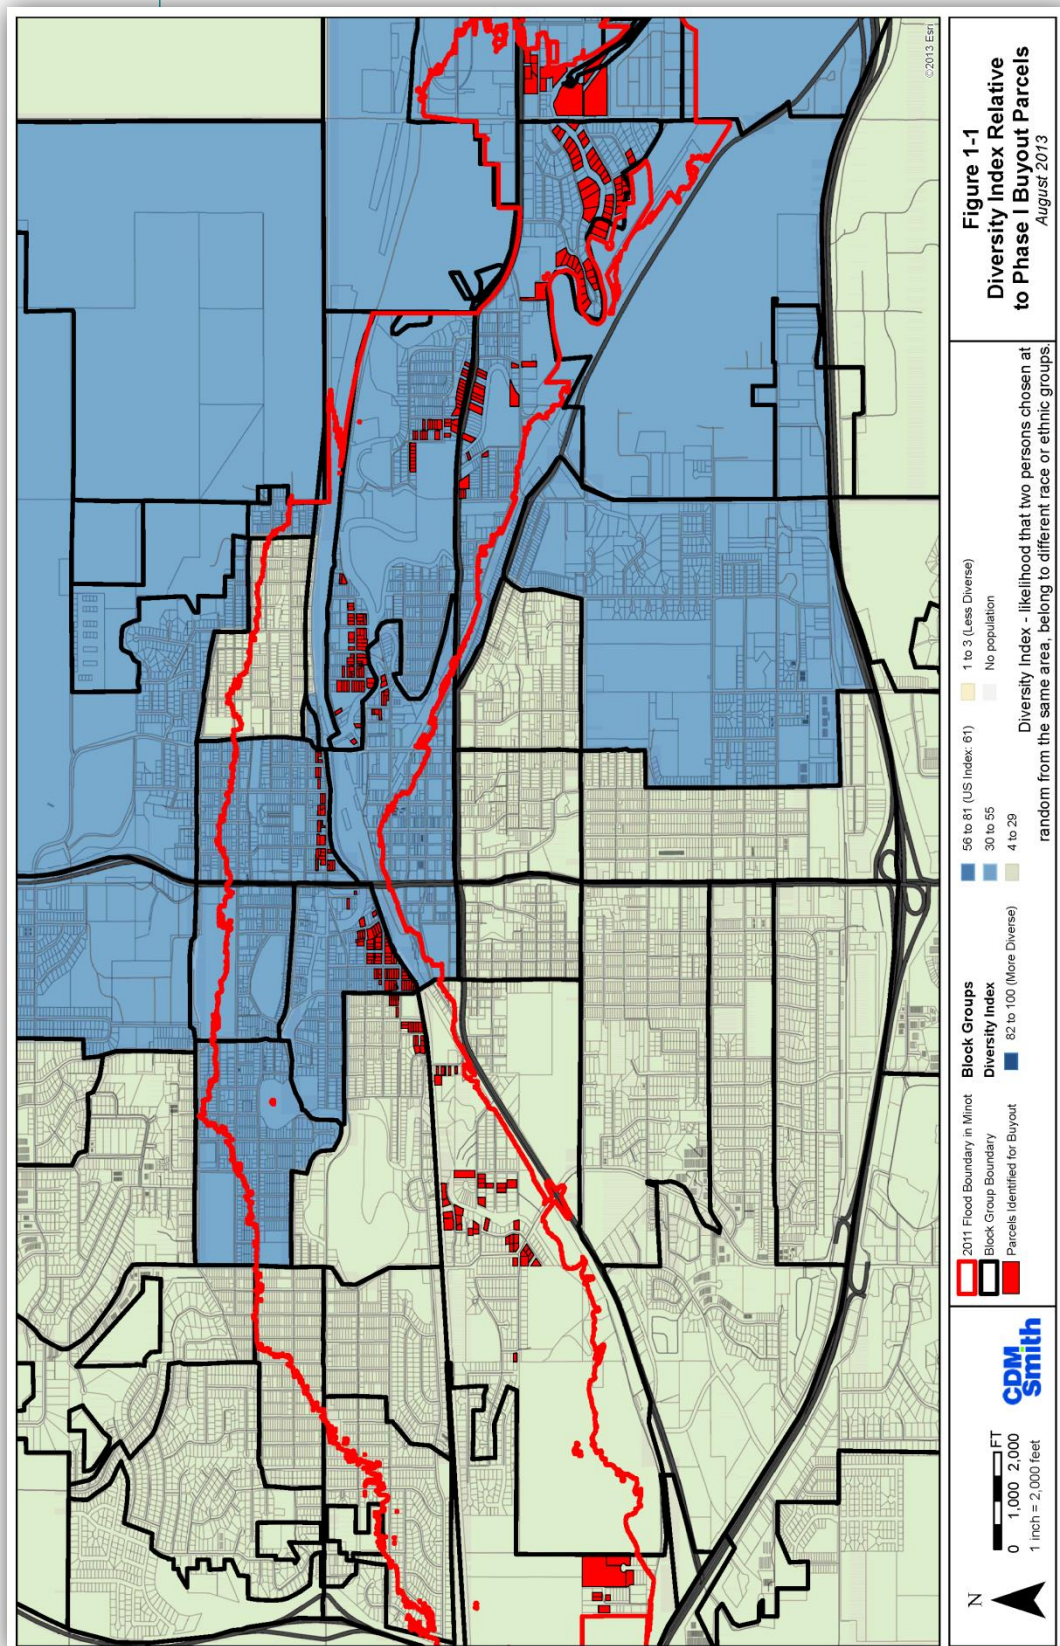 ©2013 Esri
N
0 1,000 2,000
FT
1 inch = 2,000 feet
CDM
Smith
2011 Flood Boundary in Minot
Block Group Boundary
Parcels Identified for Buyout
Block Groups
Diversity Index
82 to 100 (More Diverse)
56 to 81 (US Index: 61)
30 to 55
4 to 29
1 to 3 (Less Diverse)
No population
Diversity Index - likelihood that two persons chosen at
random from the same area, belong to different race or ethnic groups.
Figure 1-1
Diversity Index Relative
to Phase I Buyout Parcels
August 2013